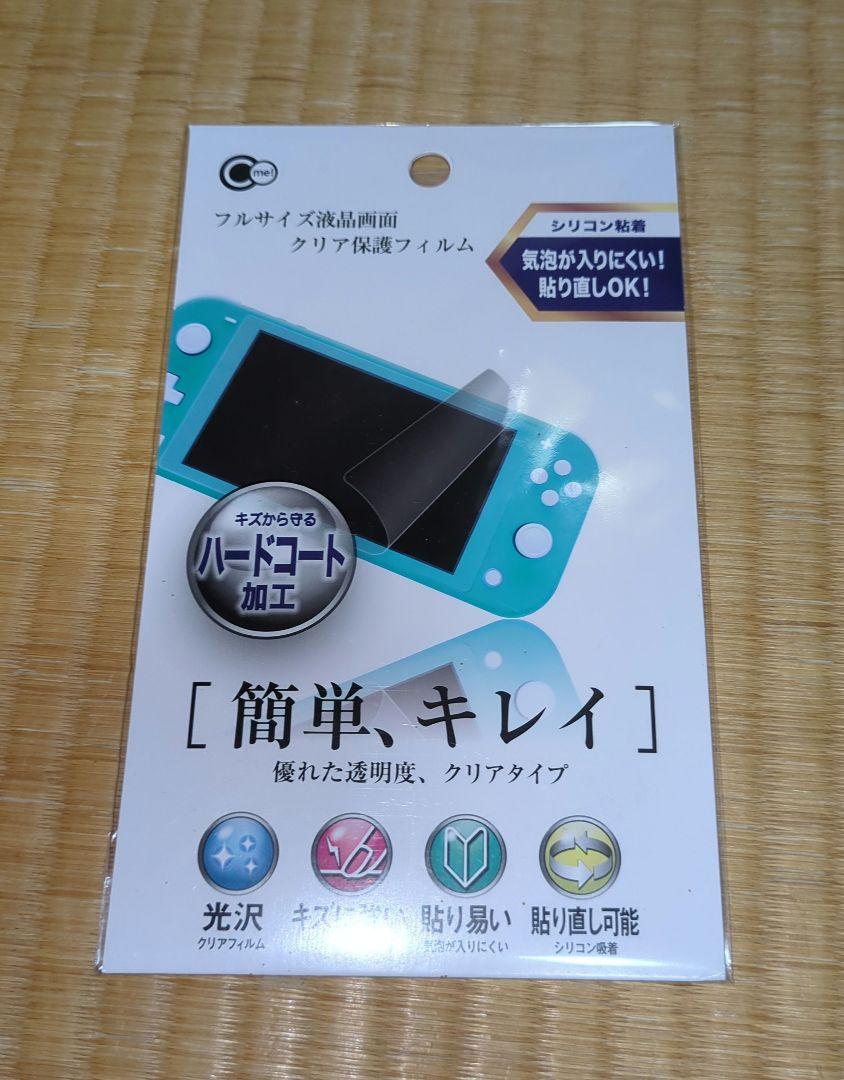 me!
フルサイズ液晶画面
クリア保護フィルム
シリコン粘着
気泡が入りにくい!
貼り直しOK!
キズから守る
ハードコート
加工
[簡単、キレイ]
優れた透明度、クリアタイプ
光沢
クリアフィルム
貼り易い
気泡が入りにくい
貼り直し可能
シリコン吸着